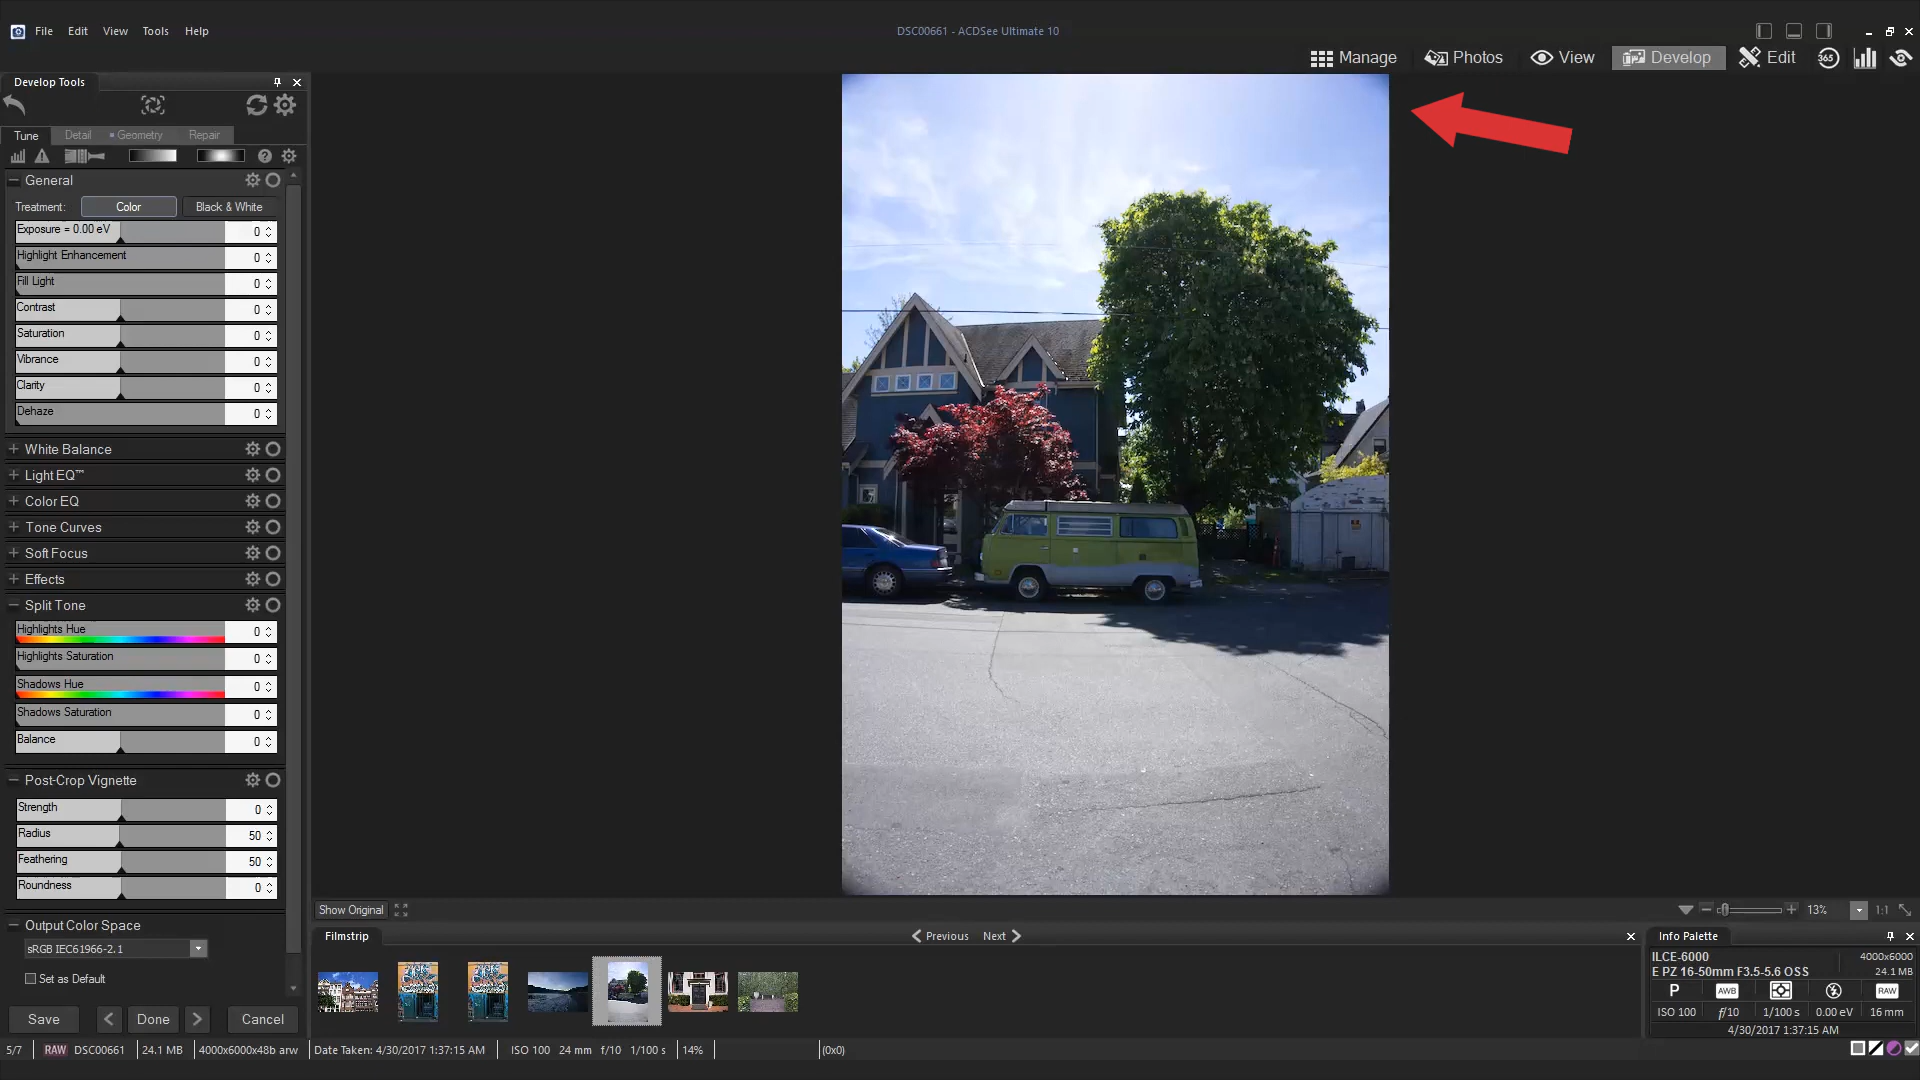 File Edit View Tools Help
DSC00661 - ACDSee Ultimate 10
Manage Photos View Develop Edit 365
Develop Tools
Tune Detail Geometry Repair
General
Treatment: Color Black & White
Exposure = 0.00 eV 0
Highlight Enhancement 0
Fill Light 0
Contrast 0
Saturation 0
Vibrance 0
Clarity 0
Dehaze 0
White Balance
Light EQ™
Color EQ
Tone Curves
Soft Focus
Effects
Split Tone
Highlights Hue 0
Highlights Saturation 0
Shadows Hue 0
Shadows Saturation 0
Balance 0
Post-Crop Vignette
Strength 0
Radius 50
Feathering 50
Roundness 0
Output Color Space
sRGB IEC61966-2.1
Set as Default
Save Done Cancel
Show Original
13% 1:1
Filmstrip
Previous Next
Info Palette
ILCE-6000 4000x6000
E PZ 16-50mm F3.5-5.6 OSS 24.1 MB
P AWB RAW
ISO 100 f/10 1/100 s 0.00 eV 16 mm
4/30/2017 1:37:15 AM
5/7 RAW DSC00661 24.1 MB 4000x6000x48b arw Date Taken: 4/30/2017 1:37:15 AM ISO 100 24 mm f/10 1/100 s 14% (0x0)